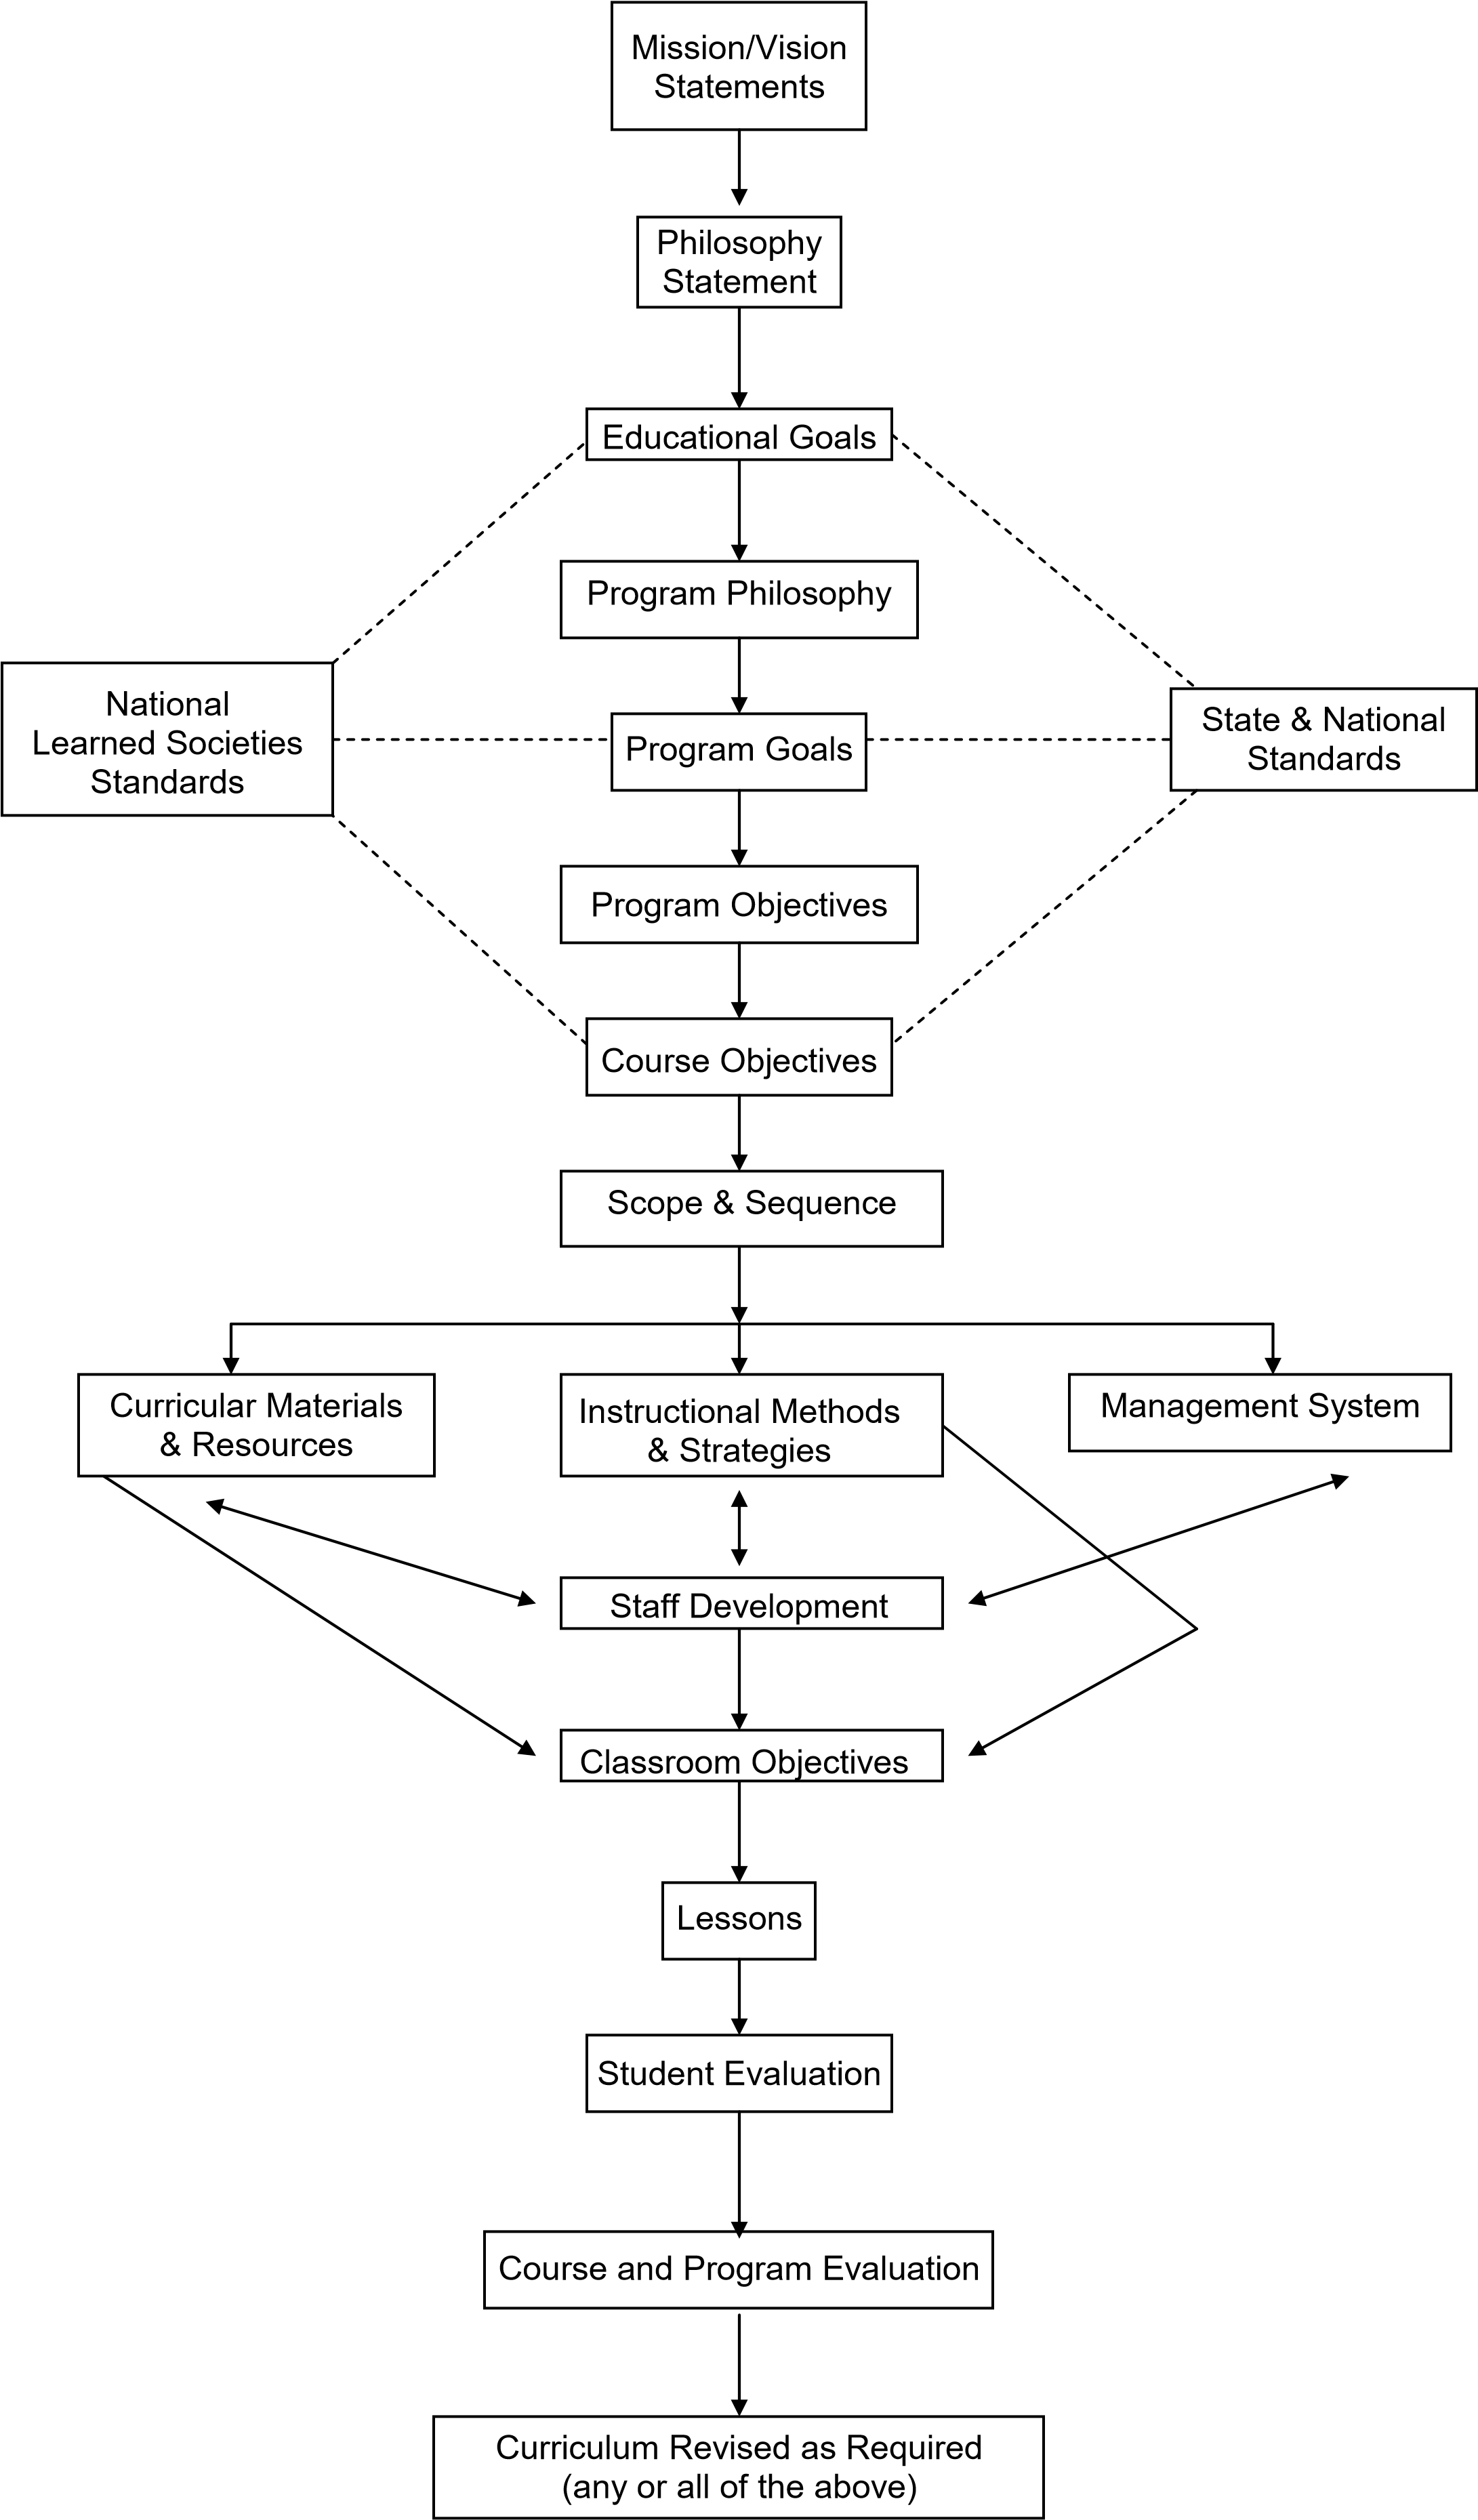 Mission/Vision
Statements
Philosophy
Statement
Educational Goals
Program Philosophy
National
Learned Societies
Standards
Program Goals
State & National
Standards
Program Objectives
Course Objectives
Scope & Sequence
Curricular Materials
& Resources
Instructional Methods
& Strategies
Management System
Staff Development
Classroom Objectives
Lessons
Student Evaluation
Course and Program Evaluation
Curriculum Revised as Required
(any or all of the above)